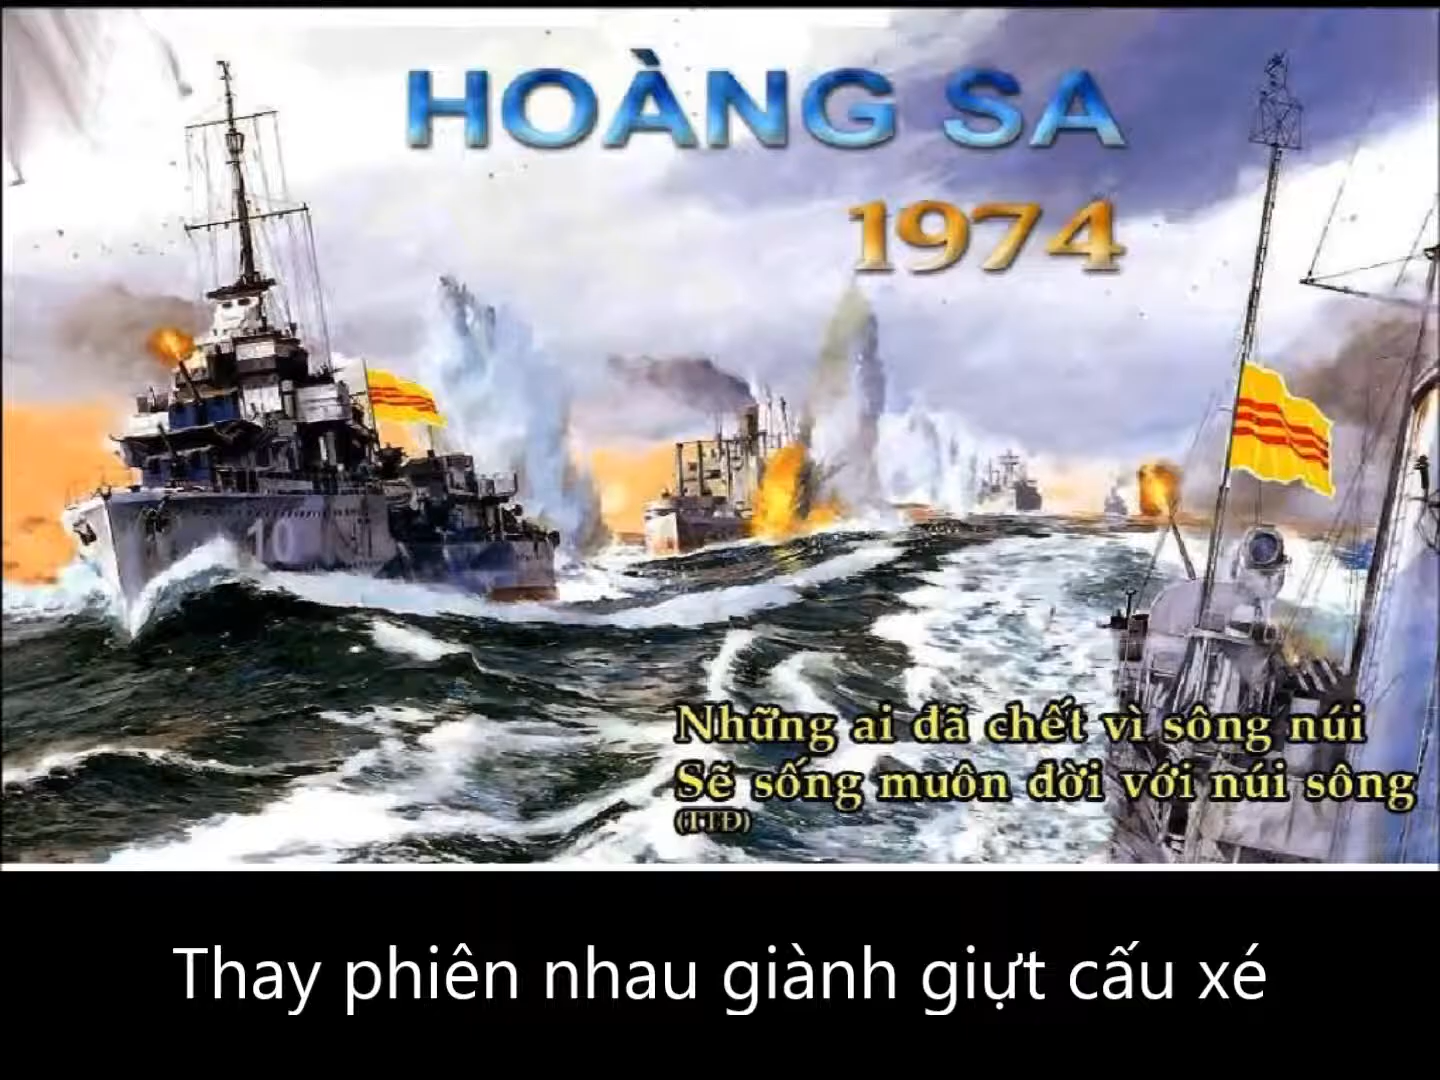 HOÀNG SA
1974
10
Những ai đã chết vì sông núi
Sẽ sống muôn đời với núi sông
(TTĐ)
Thay phiên nhau giành giựt cấu xé